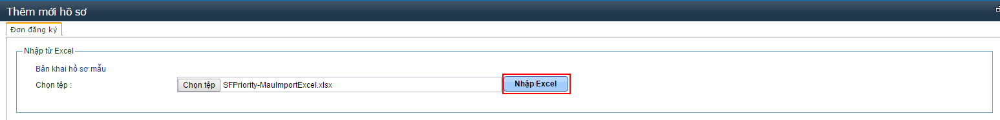 Thêm mới hồ sơ
Đơn đăng ký
Nhập từ Excel
Bản khai hồ sơ mẫu
Chọn tệp : Chọn tệp SFPriority-MauImportExcel.xlsx Nhập Excel